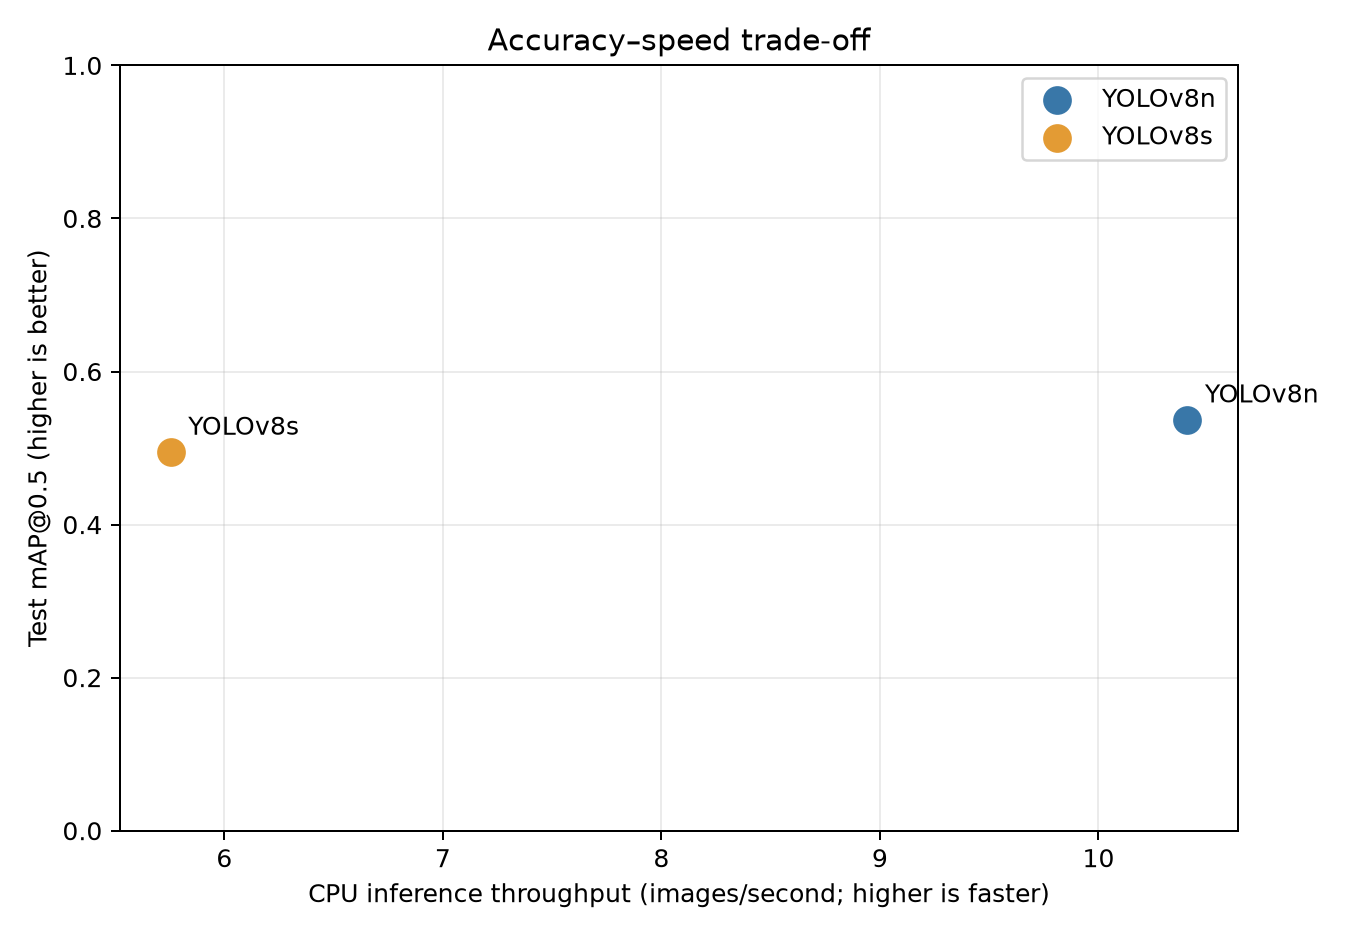 Accuracy–speed trade-off
1.0
0.8
0.6
0.4
0.2
0.0
Test mAP@0.5 (higher is better)
YOLOv8n
YOLOv8s
YOLOv8n
YOLOv8s
6
7
8
9
10
CPU inference throughput (images/second; higher is faster)